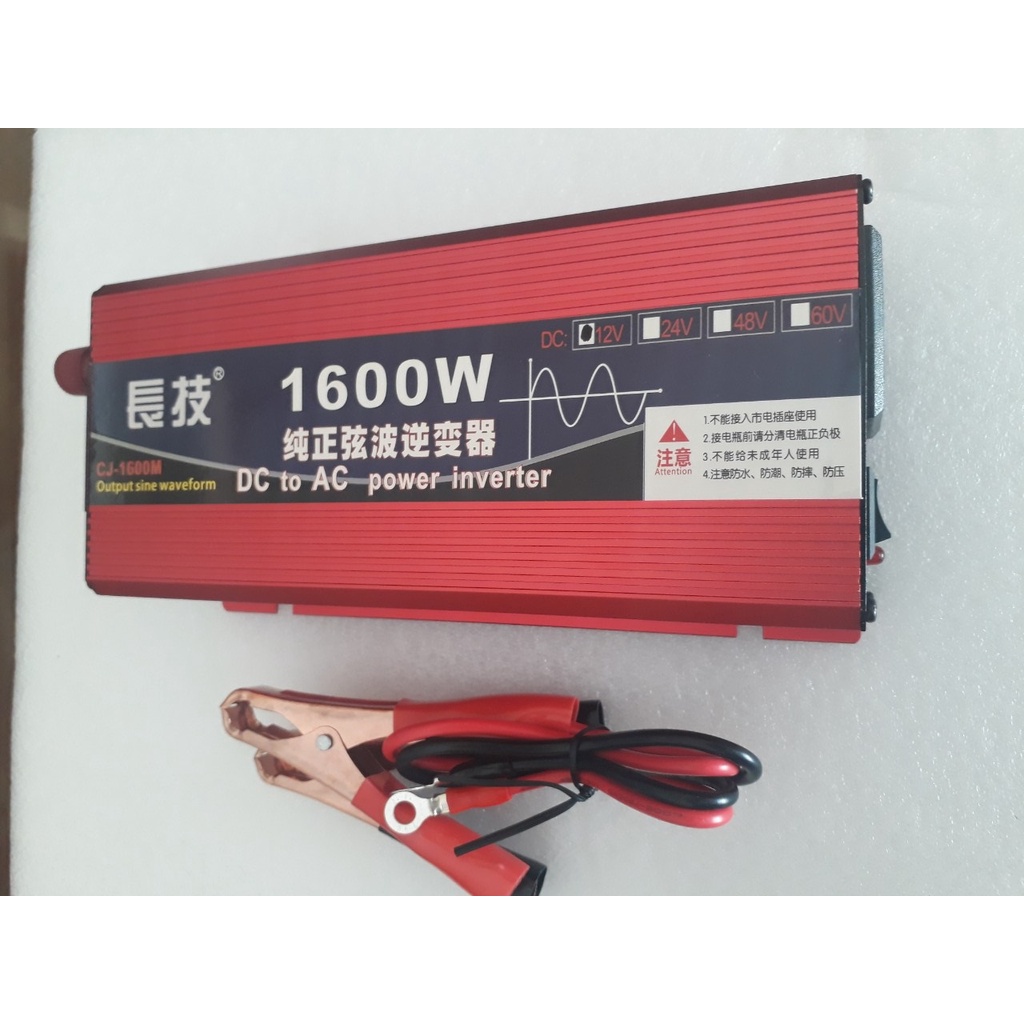 DC: 12V 24V 48V 60V
長技®
1600W
纯正弦波逆变器
CJ-1600M
Output sine waveform
DC to AC power inverter
注意
Attention
1.不能接入市电插座使用
2.接电瓶前请分清电瓶正负极
3.不能给未成年人使用
4.注意防水、防潮、防摔、防压